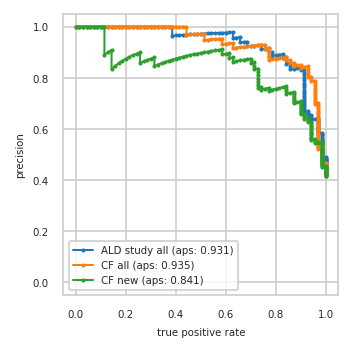 1.0
0.8
0.6
0.4
0.2
0.0
precision
ALD study all (aps: 0.931)
CF all (aps: 0.935)
CF new (aps: 0.841)
0.0 0.2 0.4 0.6 0.8 1.0
true positive rate